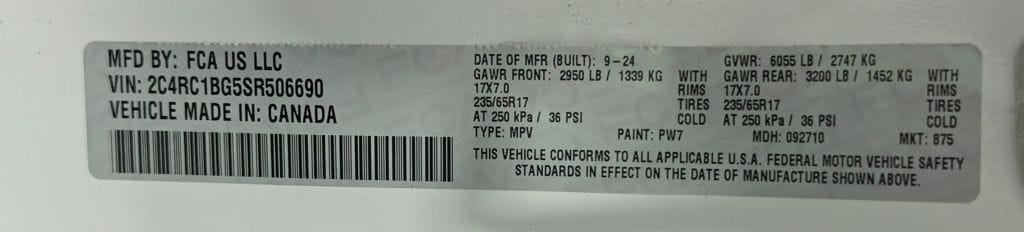 MFD BY: FCA US LLC
VIN: 2C4RC1BG5SR506690
VEHICLE MADE IN: CANADA
DATE OF MFR (BUILT): 9-24 GVWR: 6055 LB / 2747 KG
GAWR FRONT: 2950 LB / 1339 KG WITH GAWR REAR: 3200 LB / 1452 KG WITH
17X7.0 RIMS 17X7.0 RIMS
235/65R17 TIRES 235/65R17 TIRES
AT 250 kPa / 36 PSI COLD AT 250 kPa / 36 PSI COLD
TYPE: MPV PAINT: PW7 MDH: 092710 MKT: 875
THIS VEHICLE CONFORMS TO ALL APPLICABLE U.S.A. FEDERAL MOTOR VEHICLE SAFETY
STANDARDS IN EFFECT ON THE DATE OF MANUFACTURE SHOWN ABOVE.